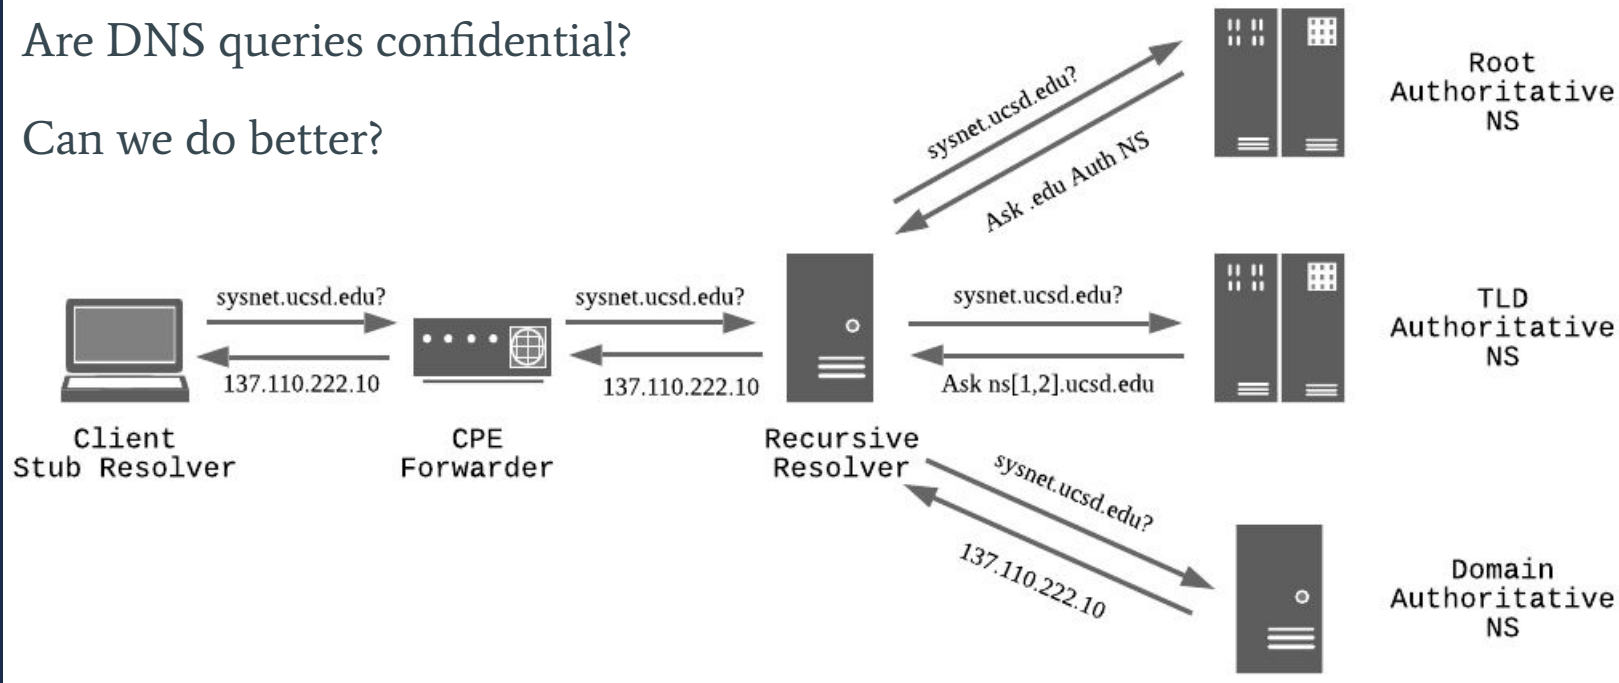 Are DNS queries confidential?
Can we do better?
sysnet.ucsd.edu?
Ask .edu Auth NS
Root
Authoritative
NS
sysnet.ucsd.edu?
137.110.222.10
sysnet.ucsd.edu?
137.110.222.10
sysnet.ucsd.edu?
Ask ns[1,2].ucsd.edu
TLD
Authoritative
NS
Client
Stub Resolver
CPE
Forwarder
Recursive
Resolver
sysnet.ucsd.edu?
137.110.222.10
Domain
Authoritative
NS